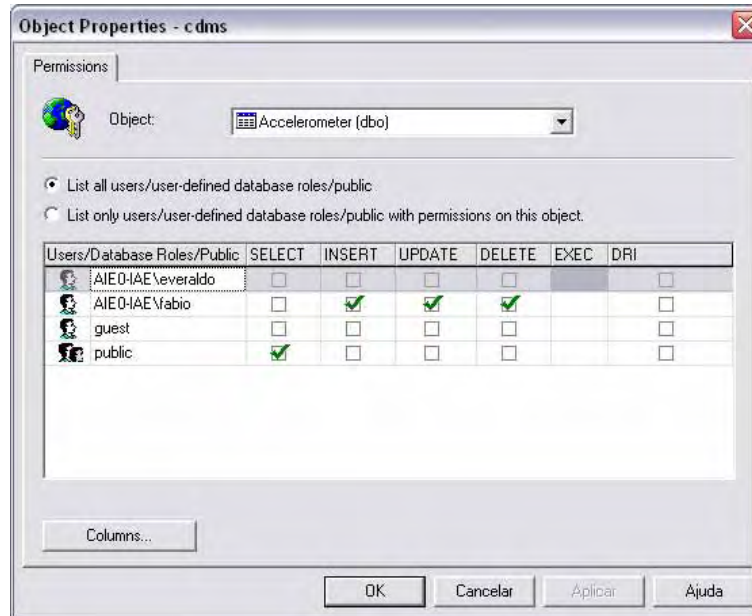 Object Properties - cdms
Permissions
Object: Accelerometer (dbo)
List all users/user-defined database roles/public
List only users/user-defined database roles/public with permissions on this object.
Users/Database Roles/Public SELECT INSERT UPDATE DELETE EXEC DRI
AIE0-IAE\everaldo
AIE0-IAE\fabio
guest
public
Columns...
OK Cancelar Aplicar Ajuda